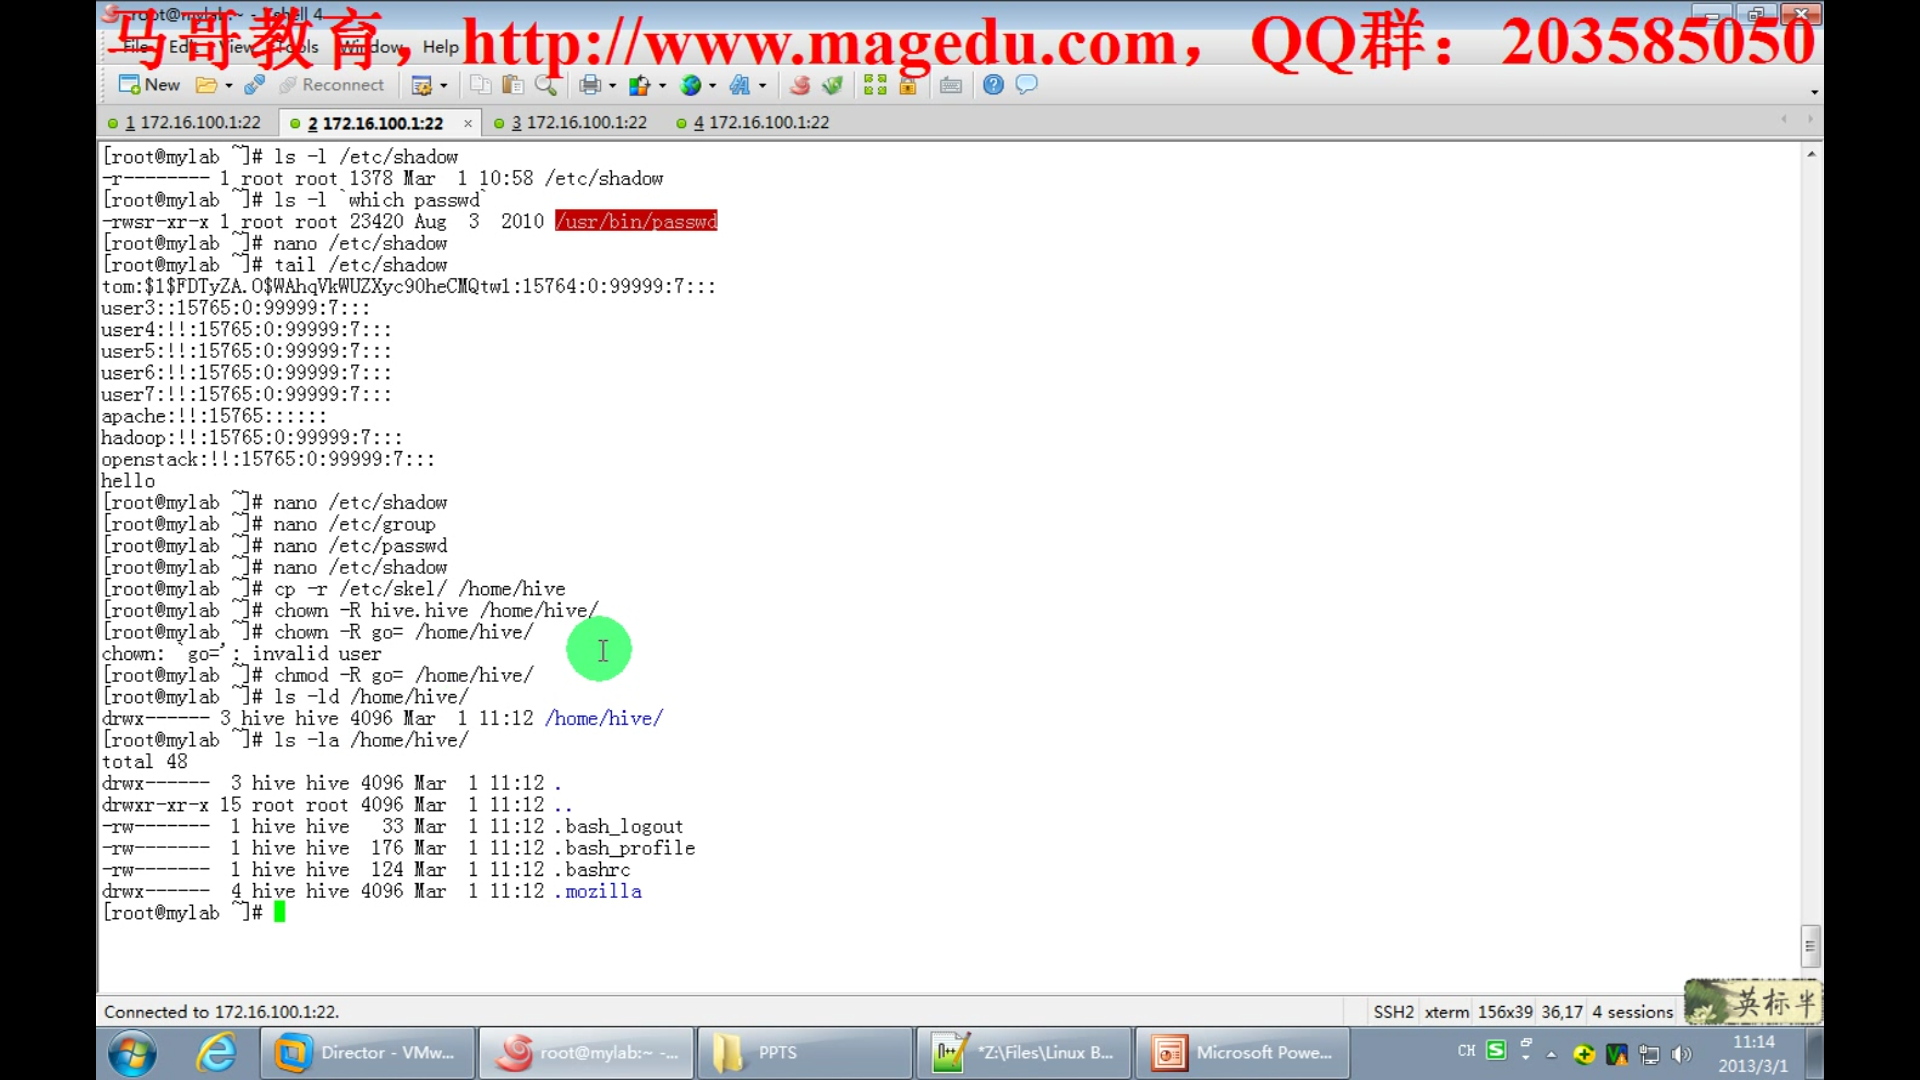 root@mylab:~ - Xshell 4
马哥教育，http://www.magedu.com，QQ群：203585050
File Edit View Tools Window Help
New Reconnect
1 172.16.100.1:22 2 172.16.100.1:22 × 3 172.16.100.1:22 4 172.16.100.1:22
[root@mylab ~]# ls -l /etc/shadow
-r-------- 1 root root 1378 Mar  1 10:58 /etc/shadow
[root@mylab ~]# ls -l `which passwd`
-rwsr-xr-x 1 root root 23420 Aug  3  2010 /usr/bin/passwd
[root@mylab ~]# nano /etc/shadow
[root@mylab ~]# tail /etc/shadow
tom:$1$FDTyZA.O$WAhqVkWUZXyc9OheCMQtw1:15764:0:99999:7:::
user3::15765:0:99999:7:::
user4:!!:15765:0:99999:7:::
user5:!!:15765:0:99999:7:::
user6:!!:15765:0:99999:7:::
user7:!!:15765:0:99999:7:::
apache:!!:15765::::::
hadoop:!!:15765:0:99999:7:::
openstack:!!:15765:0:99999:7:::
hello
[root@mylab ~]# nano /etc/shadow
[root@mylab ~]# nano /etc/group
[root@mylab ~]# nano /etc/passwd
[root@mylab ~]# nano /etc/shadow
[root@mylab ~]# cp -r /etc/skel/ /home/hive
[root@mylab ~]# chown -R hive.hive /home/hive/
[root@mylab ~]# chown -R go= /home/hive/
chown: `go=': invalid user
[root@mylab ~]# chmod -R go= /home/hive/
[root@mylab ~]# ls -ld /home/hive/
drwx------ 3 hive hive 4096 Mar  1 11:12 /home/hive/
[root@mylab ~]# ls -la /home/hive/
total 48
drwx------  3 hive hive 4096 Mar  1 11:12 .
drwxr-xr-x 15 root root 4096 Mar  1 11:12 ..
-rw-------  1 hive hive   33 Mar  1 11:12 .bash_logout
-rw-------  1 hive hive  176 Mar  1 11:12 .bash_profile
-rw-------  1 hive hive  124 Mar  1 11:12 .bashrc
drwx------  4 hive hive 4096 Mar  1 11:12 .mozilla
[root@mylab ~]#
Connected to 172.16.100.1:22. SSH2 xterm 156x39 36,17 4 sessions 英标半
Director - VMw... root@mylab:~ -... PPTS *Z:\Files\Linux B... Microsoft Powe... CH 11:14
2013/3/1